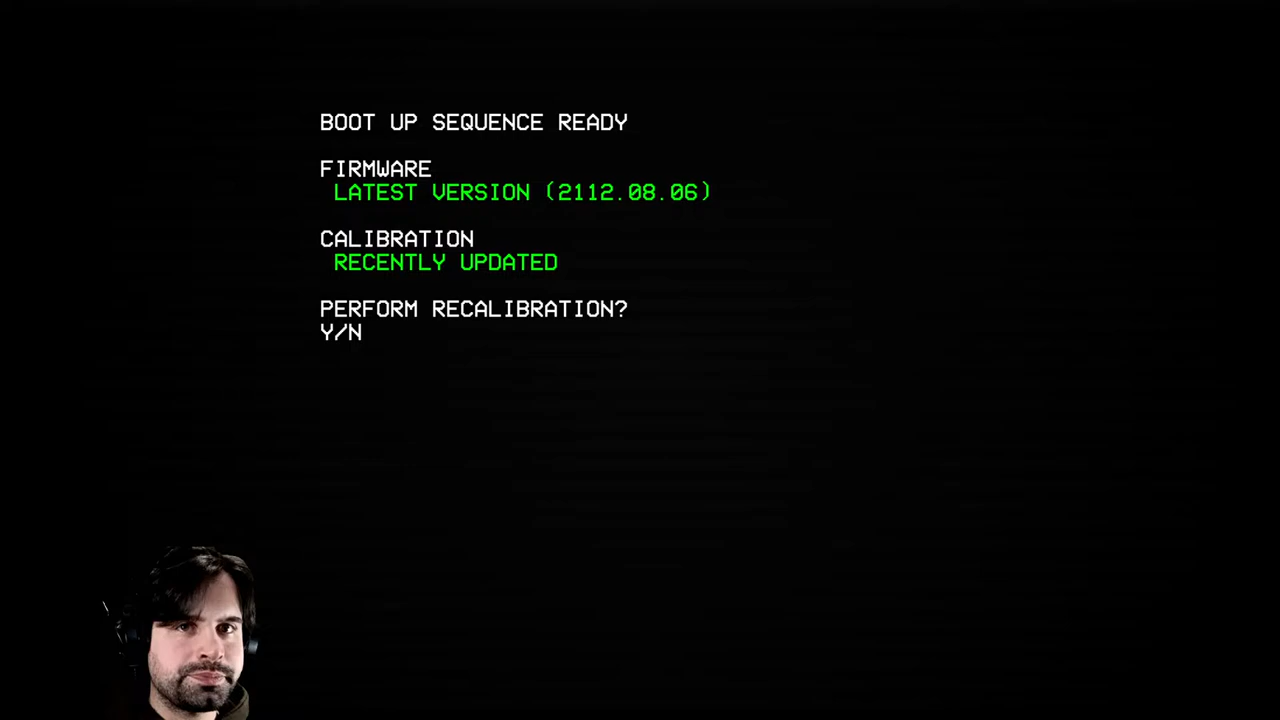 BOOT UP SEQUENCE READY
FIRMWARE
LATEST VERSION (2112.08.06)
CALIBRATION
RECENTLY UPDATED
PERFORM RECALIBRATION?
Y/N